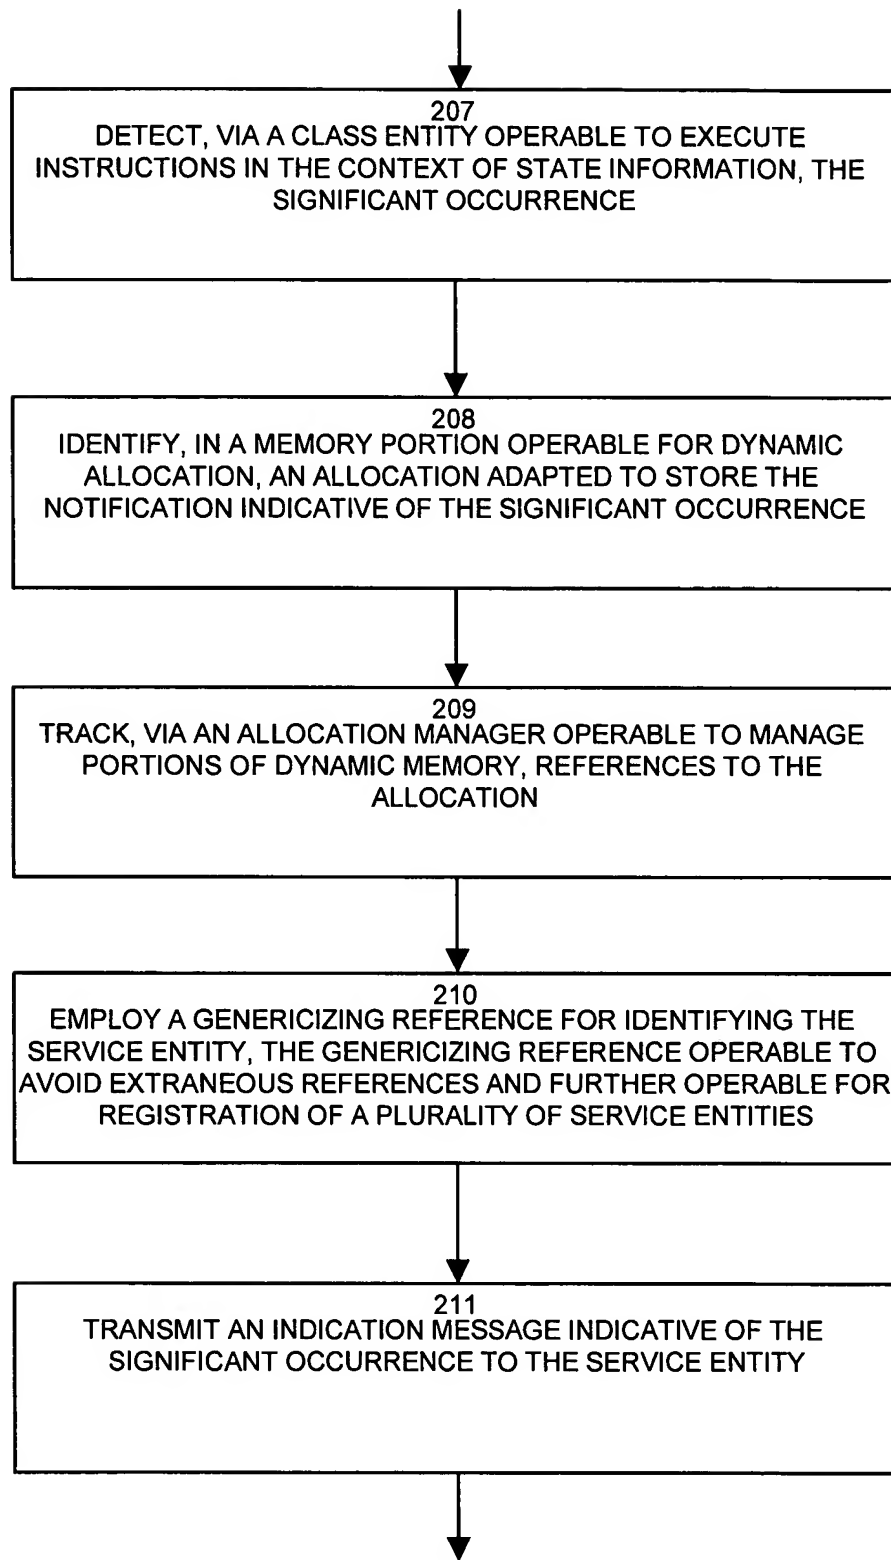 207
DETECT, VIA A CLASS ENTITY OPERABLE TO EXECUTE
INSTRUCTIONS IN THE CONTEXT OF STATE INFORMATION, THE
SIGNIFICANT OCCURRENCE
208
IDENTIFY, IN A MEMORY PORTION OPERABLE FOR DYNAMIC
ALLOCATION, AN ALLOCATION ADAPTED TO STORE THE
NOTIFICATION INDICATIVE OF THE SIGNIFICANT OCCURRENCE
209
TRACK, VIA AN ALLOCATION MANAGER OPERABLE TO MANAGE
PORTIONS OF DYNAMIC MEMORY, REFERENCES TO THE
ALLOCATION
210
EMPLOY A GENERICIZING REFERENCE FOR IDENTIFYING THE
SERVICE ENTITY, THE GENERICIZING REFERENCE OPERABLE TO
AVOID EXTRANEOUS REFERENCES AND FURTHER OPERABLE FOR
REGISTRATION OF A PLURALITY OF SERVICE ENTITIES
211
TRANSMIT AN INDICATION MESSAGE INDICATIVE OF THE
SIGNIFICANT OCCURRENCE TO THE SERVICE ENTITY